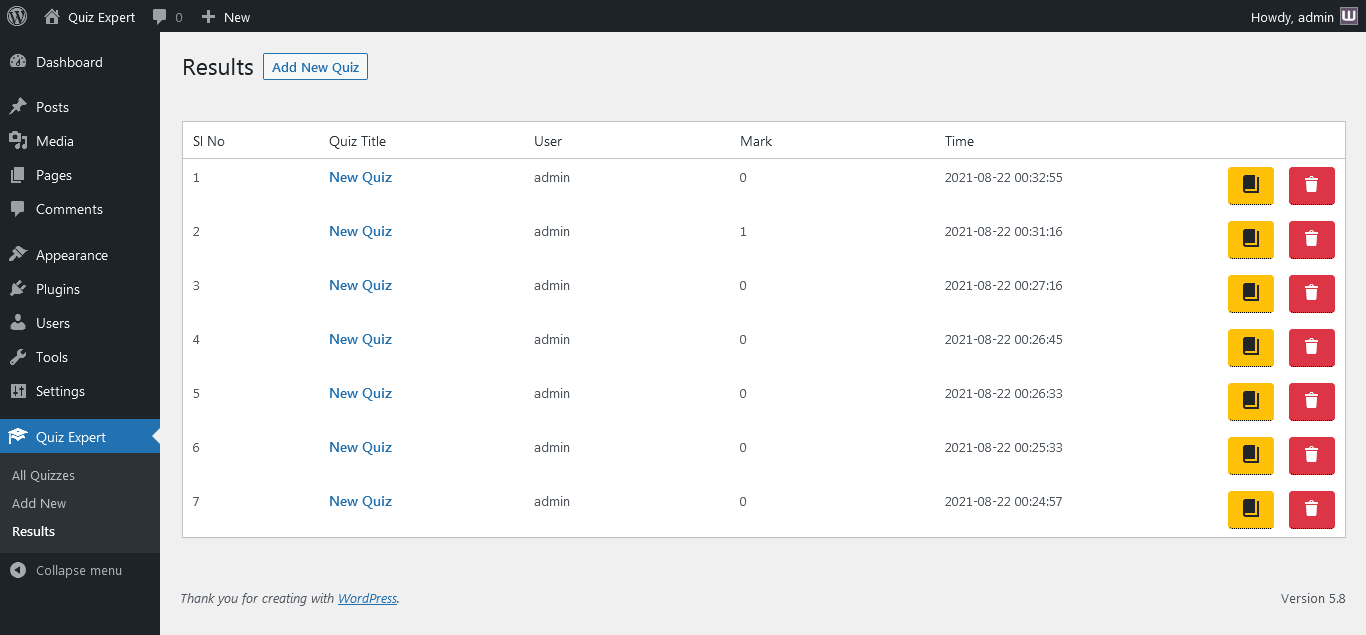 Quiz Expert 0 New Howdy, admin
Dashboard
Posts
Media
Pages
Comments
Appearance
Plugins
Users
Tools
Settings
Quiz Expert
All Quizzes
Add New
Results
Collapse menu
Results Add New Quiz
Sl No Quiz Title User Mark Time
1 New Quiz admin 0 2021-08-22 00:32:55
2 New Quiz admin 1 2021-08-22 00:31:16
3 New Quiz admin 0 2021-08-22 00:27:16
4 New Quiz admin 0 2021-08-22 00:26:45
5 New Quiz admin 0 2021-08-22 00:26:33
6 New Quiz admin 0 2021-08-22 00:25:33
7 New Quiz admin 0 2021-08-22 00:24:57
Thank you for creating with WordPress. Version 5.8